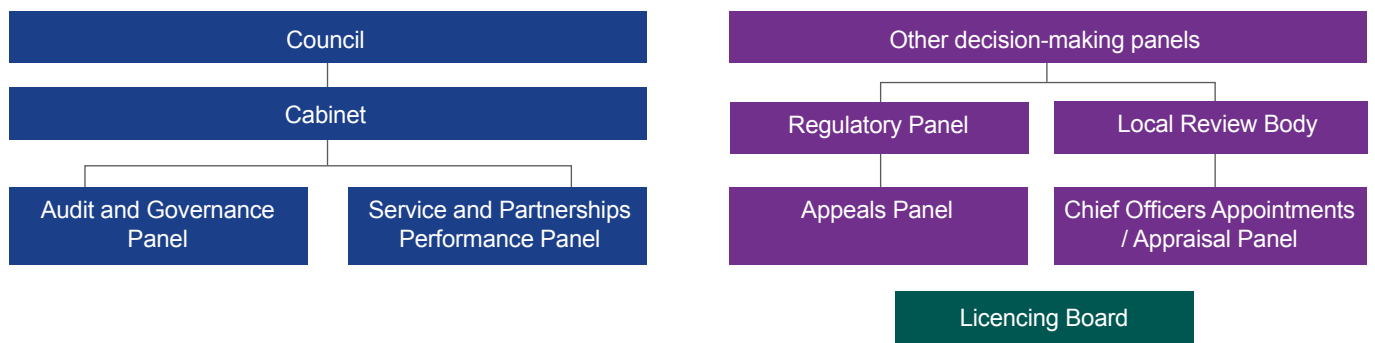 Council
Cabinet
Audit and Governance
Panel
Service and Partnerships
Performance Panel
Other decision-making panels
Regulatory Panel
Local Review Body
Appeals Panel
Chief Officers Appointments
/ Appraisal Panel
Licencing Board